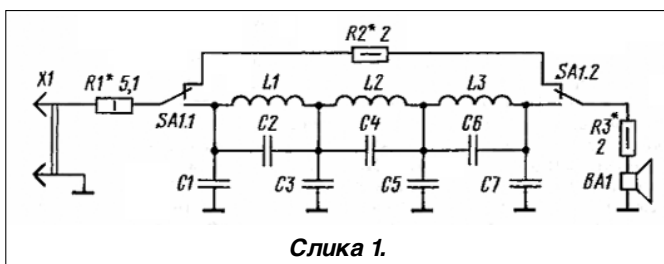 R2* 2
X1
R1* 5,1
L1
L2
L3
SA1.2
SA1.1
C2
C4
C6
R3*
2
C1
C3
C5
C7
BA1
Слика 1.